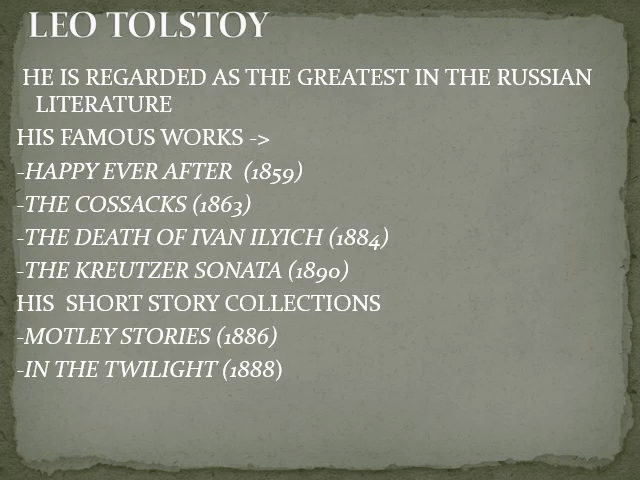 LEO TOLSTOY
HE IS REGARDED AS THE GREATEST IN THE RUSSIAN
LITERATURE
HIS FAMOUS WORKS ->
-HAPPY EVER AFTER (1859)
-THE COSSACKS (1863)
-THE DEATH OF IVAN ILYICH (1884)
-THE KREUTZER SONATA (1890)
HIS SHORT STORY COLLECTIONS
-MOTLEY STORIES (1886)
-IN THE TWILIGHT (1888)